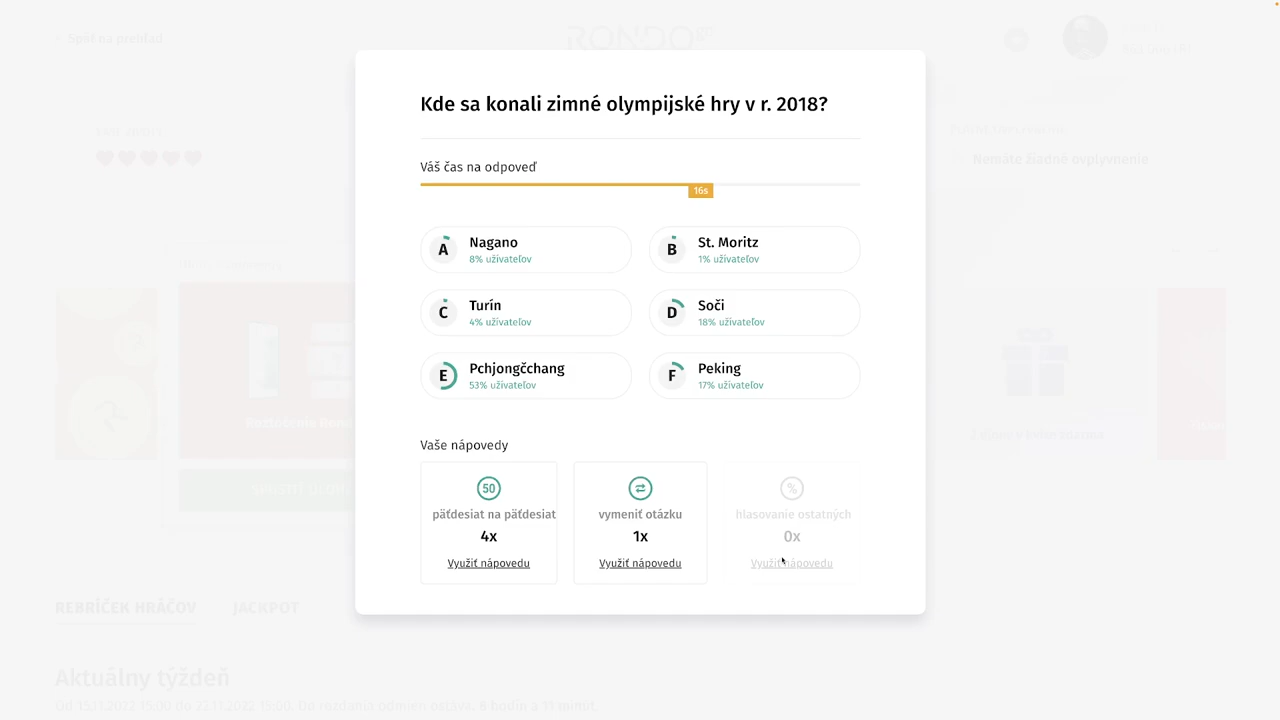 Späť na prehľad
RONDO
Kde sa konali zimné olympijské hry v r. 2018?
Váš čas na odpoveď
16s
A
Nagano
8% užívateľov
B
St. Moritz
1% užívateľov
C
Turín
4% užívateľov
D
Soči
18% užívateľov
E
Pchjongčchang
53% užívateľov
F
Peking
17% užívateľov
Nemáte žiadne ovplyvnenie
Vaše nápovedy
50
päťdesiat na päťdesiat
4x
Využiť nápovedu
vymeniť otázku
1x
Využiť nápovedu
%
hlasovanie ostatných
0x
Využiť nápovedu
REBRÍČEK HRÁČOV
JACKPOT
Aktuálny týždeň